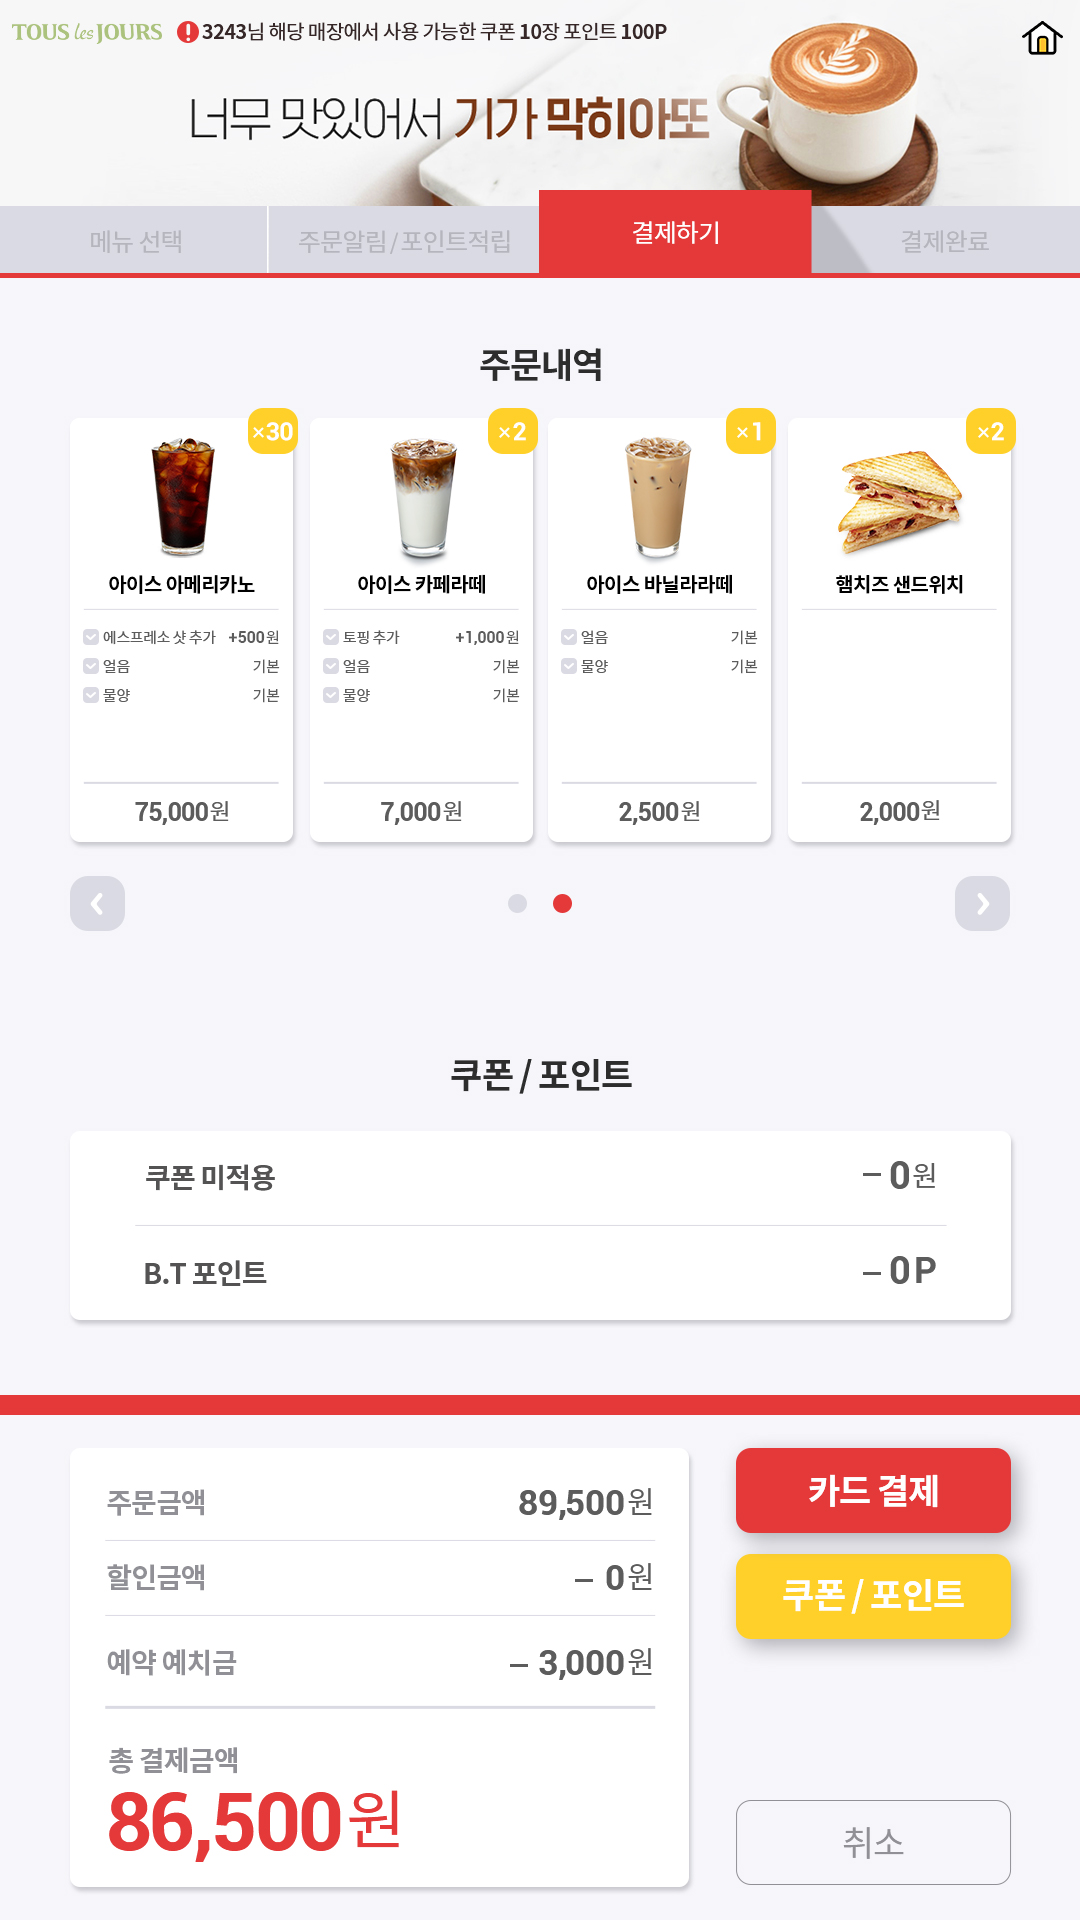 TOUS les JOURS
3243님 해당 매장에서 사용 가능한 쿠폰 10장 포인트 100P
너무 맛있어서 기가 막히아또
메뉴 선택
주문알림/포인트적립
결제하기
결제완료
주문내역
×30
아이스 아메리카노
에스프레소 샷 추가 +500원
얼음 기본
물양 기본
75,000원
×2
아이스 카페라떼
토핑 추가 +1,000원
얼음 기본
물양 기본
7,000원
×1
아이스 바닐라라떼
얼음 기본
물양 기본
2,500원
×2
햄치즈 샌드위치
2,000원
쿠폰 / 포인트
쿠폰 미적용 – 0원
B.T 포인트 – 0P
주문금액 89,500원
할인금액 – 0원
예약 예치금 – 3,000원
총 결제금액
86,500원
카드 결제
쿠폰 / 포인트
취소